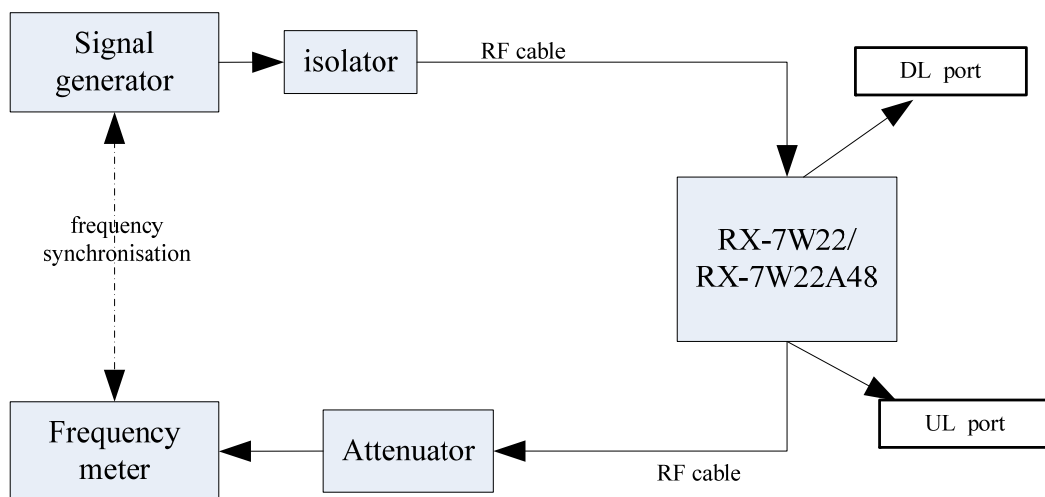 Signal
generator
isolator
RF cable
DL port
frequency
synchronisation
RX-7W22/
RX-7W22A48
Frequency
meter
Attenuator
RF cable
UL port